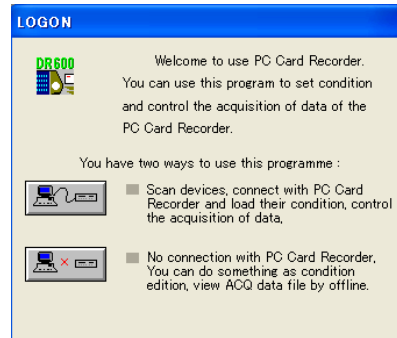 LOGON
DR600
Welcome to use PC Card Recorder.
You can use this program to set condition
and control the acquisition of data of the
PC Card Recorder.
You have two ways to use this programme :
Scan devices, connect with PC Card
Recorder and load their condition, control
the acquisition of data,
No connection with PC Card Recorder,
You can do something as condition
edition, view ACQ data file by offline.